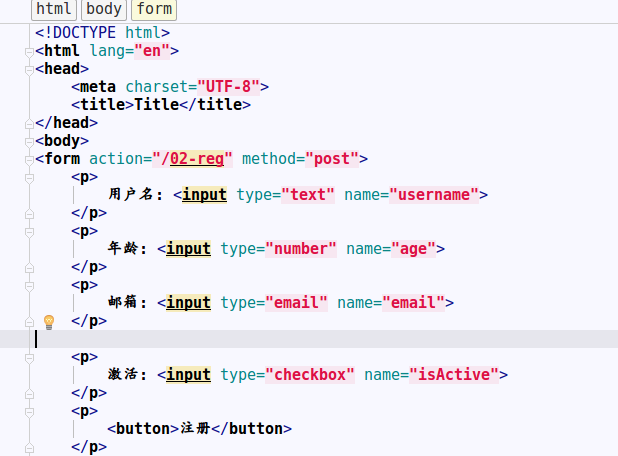 html body form
<!DOCTYPE html>
<html lang="en">
<head>
    <meta charset="UTF-8">
    <title>Title</title>
</head>
<body>
<form action="/02-reg" method="post">
    <p>
        用户名: <input type="text" name="username">
    </p>
    <p>
        年龄: <input type="number" name="age">
    </p>
    <p>
        邮箱: <input type="email" name="email">
    </p>
    <p>
        激活: <input type="checkbox" name="isActive">
    </p>
    <p>
        <button>注册</button>
    </p>